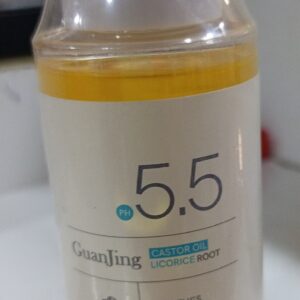 PH 5.5
GuanJing CASTOR OIL
LICORICE ROOT